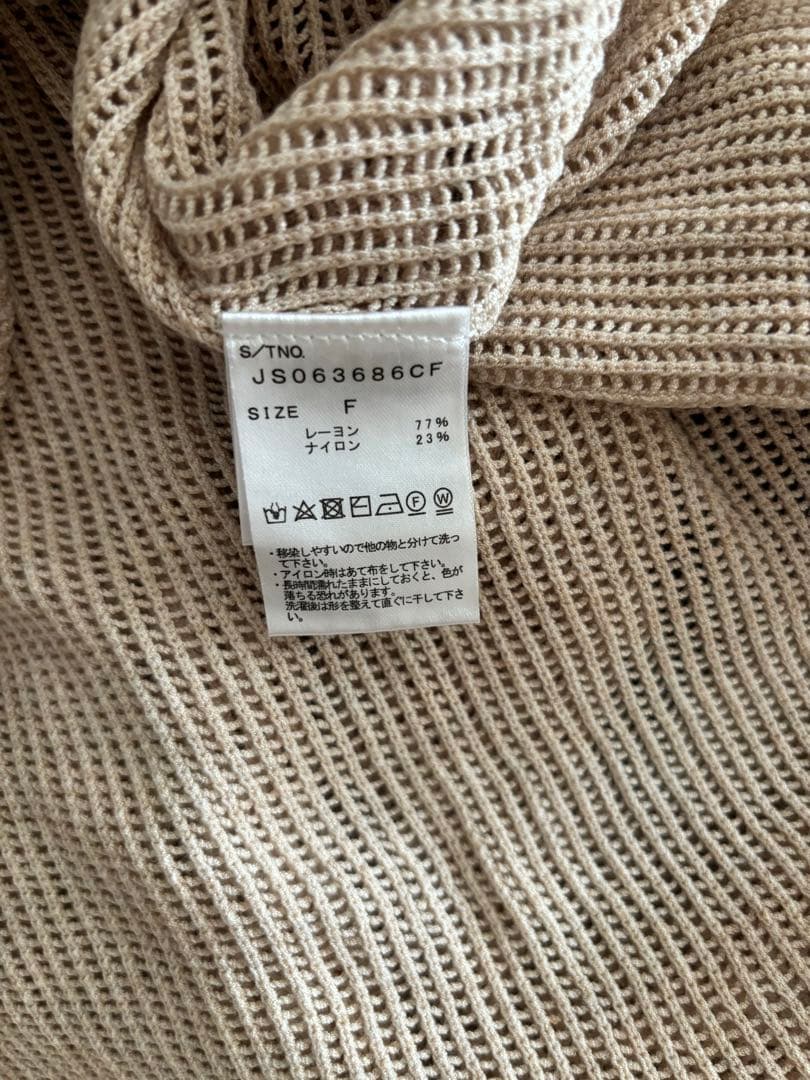 S/TNO.
JS063686CF
SIZE F
レーヨン 77%
ナイロン 23%
F W
・移染しやすいので他の物と分けて洗っ
て下さい。
・アイロン時はあて布をして下さい。
・長時間濡れたままにしておくと、色が
落ちる恐れがあります。
洗濯後は形を整えて直ぐに干して下さ
い。